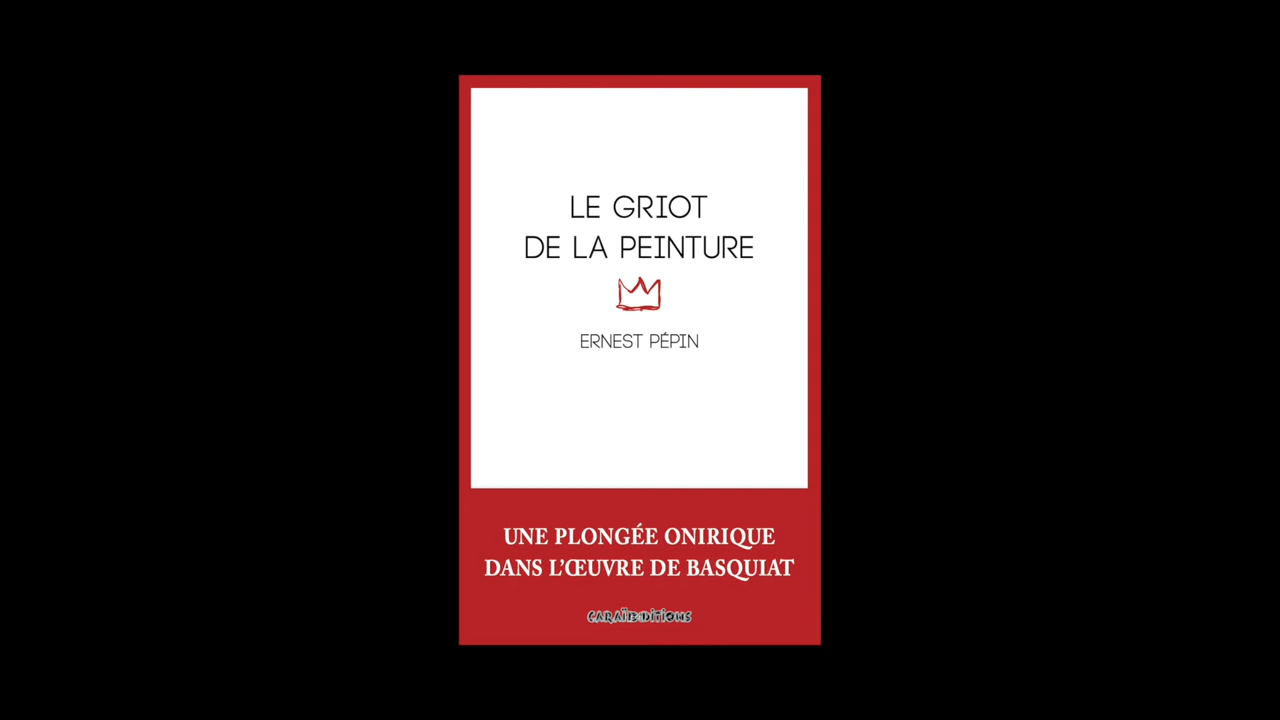 LE GRIOT
DE LA PEINTURE
ERNEST PÉPIN
UNE PLONGÉE ONIRIQUE
DANS L'ŒUVRE DE BASQUIAT
CARAÏBÉDITIONS